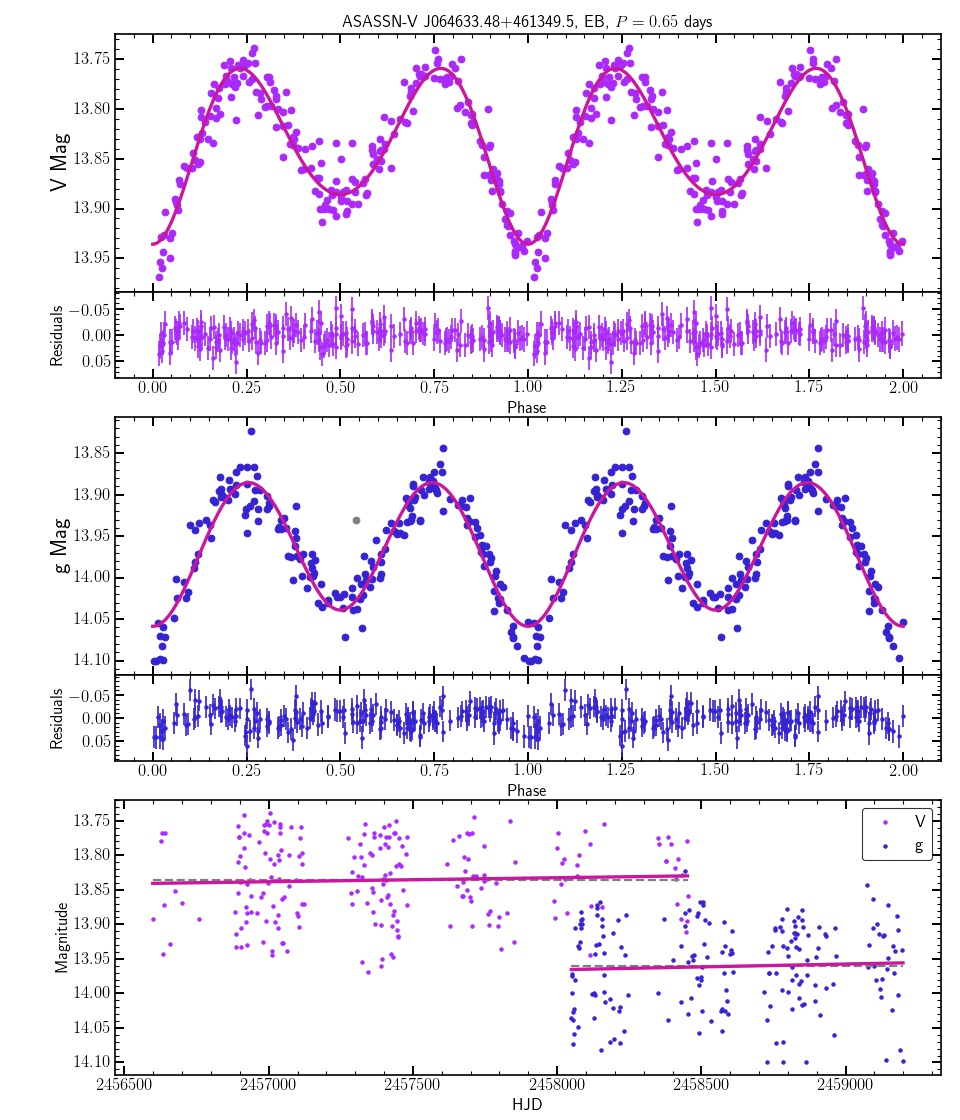 ASASSN-V J064633.48+461349.5, EB, P = 0.65 days
V Mag
13.75
13.80
13.85
13.90
13.95
Residuals
−0.05
0.00
0.05
0.00 0.25 0.50 0.75 1.00 1.25 1.50 1.75 2.00
Phase
g Mag
13.85
13.90
13.95
14.00
14.05
14.10
Residuals
−0.05
0.00
0.05
0.00 0.25 0.50 0.75 1.00 1.25 1.50 1.75 2.00
Phase
Magnitude
13.75
13.80
13.85
13.90
13.95
14.00
14.05
14.10
V
g
2456500 2457000 2457500 2458000 2458500 2459000
HJD